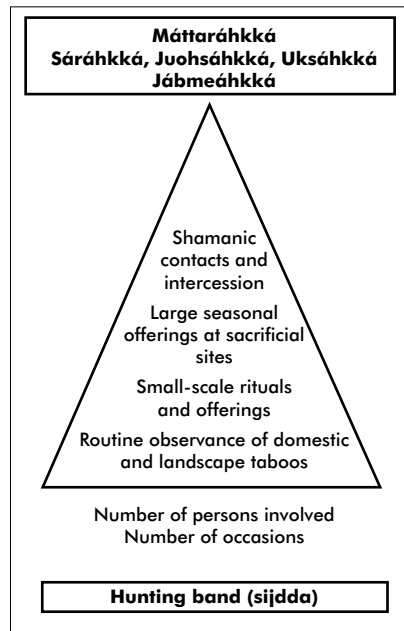 Máttaráhkká
Sáráhkká, Juohsáhkká, Uksáhkká
Jábmeáhkká
Shamanic
contacts and
intercession
Large seasonal
offerings at sacrificial
sites
Small-scale rituals
and offerings
Routine observance of domestic
and landscape taboos
Number of persons involved
Number of occasions
Hunting band (sijdda)